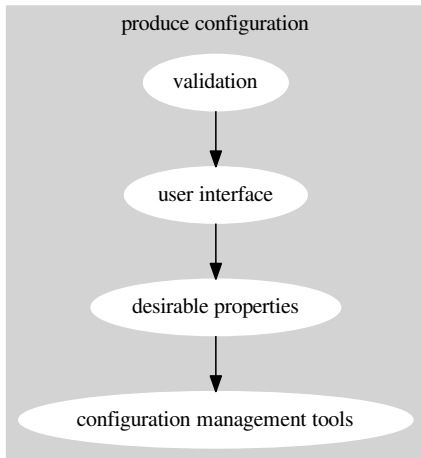 produce configuration
validation
user interface
desirable properties
configuration management tools